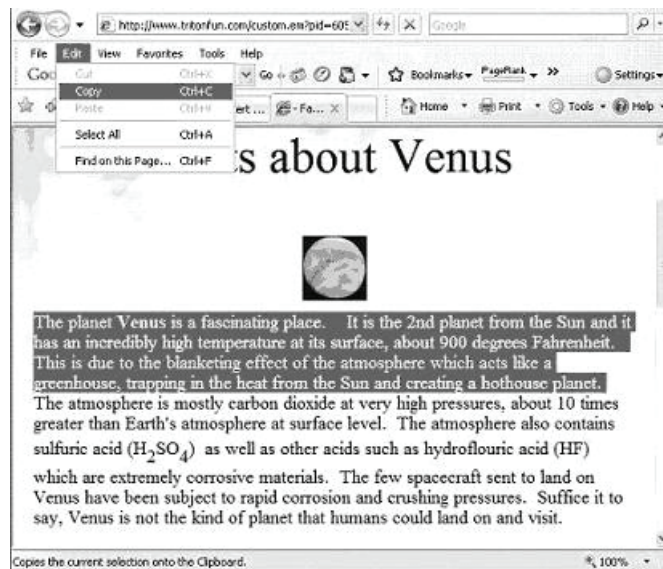 http://www.tritonfun.com/custom.em?pid=605
Google
File Edit View Favorites Tools Help
Goo Go Bookmarks PageRank Settings
Cut Ctrl+X
Copy Ctrl+C
Paste Ctrl+V
Select All Ctrl+A
Find on this Page... Ctrl+F
ert ... Fa... X Home Print Tools Help
ts about Venus
The planet Venus is a fascinating place. It is the 2nd planet from the Sun and it
has an incredibly high temperature at its surface, about 900 degrees Fahrenheit.
This is due to the blanketing effect of the atmosphere which acts like a
greenhouse, trapping in the heat from the Sun and creating a hothouse planet.
The atmosphere is mostly carbon dioxide at very high pressures, about 10 times
greater than Earth's atmosphere at surface level. The atmosphere also contains
sulfuric acid (H₂SO₄) as well as other acids such as hydroflouric acid (HF)
which are extremely corrosive materials. The few spacecraft sent to land on
Venus have been subject to rapid corrosion and crushing pressures. Suffice it to
say, Venus is not the kind of planet that humans could land on and visit.
Copies the current selection onto the Clipboard. 100%